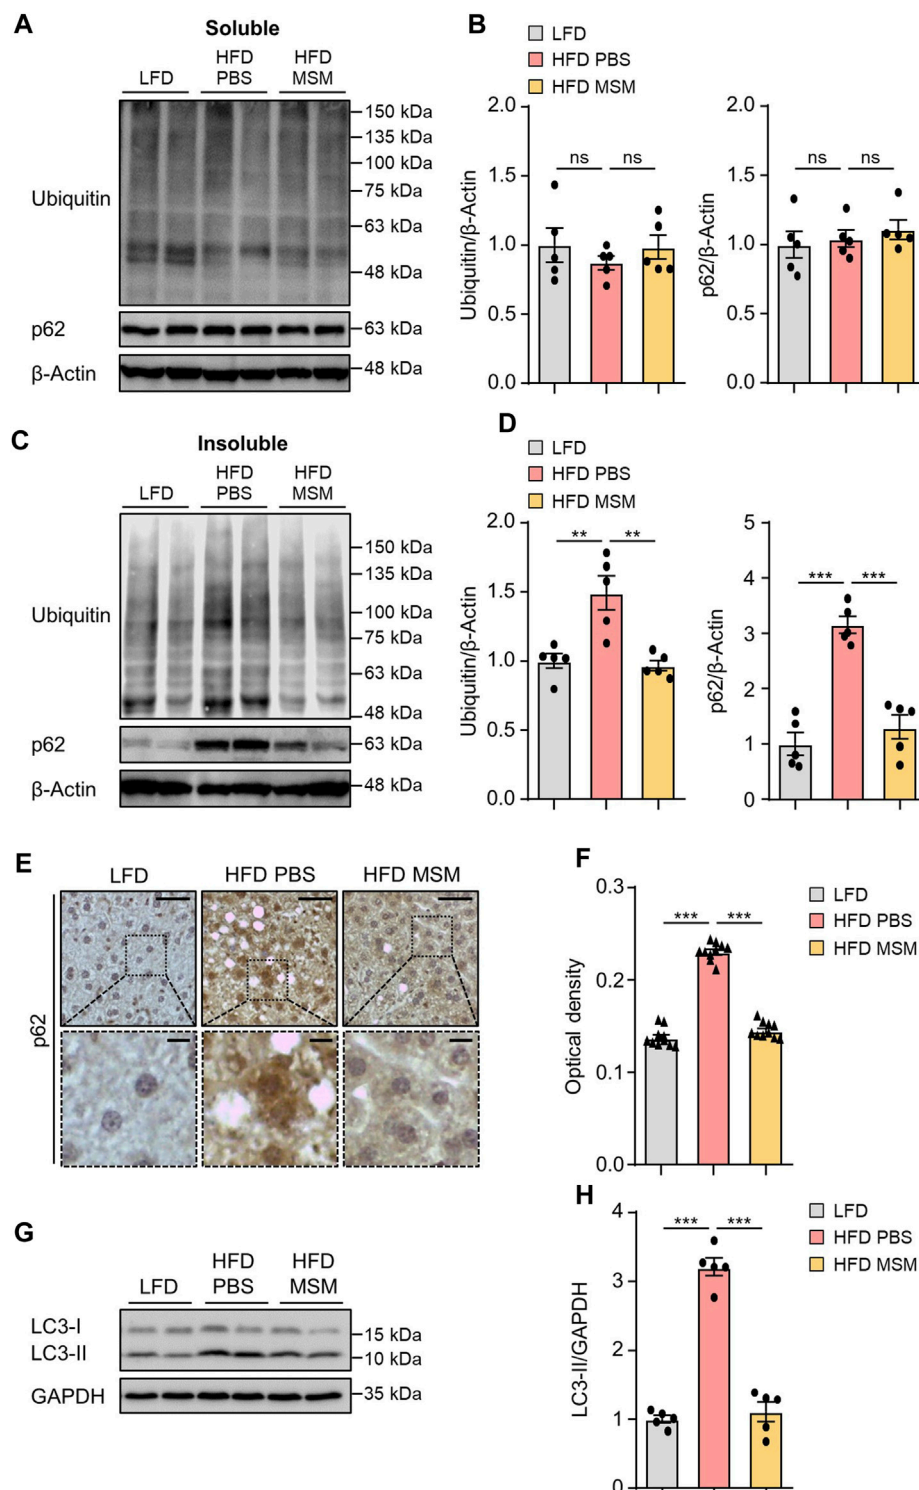 A
Soluble
LFD
HFD
PBS
HFD
MSM
Ubiquitin
150 kDa
135 kDa
100 kDa
75 kDa
63 kDa
48 kDa
p62
63 kDa
β-Actin
48 kDa
B
LFD
HFD PBS
HFD MSM
Ubiquitin/β-Actin
2.0
1.5
1.0
0.5
0.0
ns
ns
p62/β-Actin
2.0
1.5
1.0
0.5
0.0
ns
ns
C
Insoluble
LFD
HFD
PBS
HFD
MSM
Ubiquitin
150 kDa
135 kDa
100 kDa
75 kDa
63 kDa
48 kDa
p62
63 kDa
β-Actin
48 kDa
D
LFD
HFD PBS
HFD MSM
Ubiquitin/β-Actin
2.0
1.5
1.0
0.5
0.0
**
**
p62/β-Actin
5
4
3
2
1
0
***
***
E
LFD
HFD PBS
HFD MSM
p62
F
Optical density
0.3
0.2
0.1
0.0
***
***
LFD
HFD PBS
HFD MSM
G
LFD
HFD
PBS
HFD
MSM
LC3-I
LC3-II
15 kDa
10 kDa
GAPDH
35 kDa
H
LC3-II/GAPDH
4
3
2
1
0
***
***
LFD
HFD PBS
HFD MSM